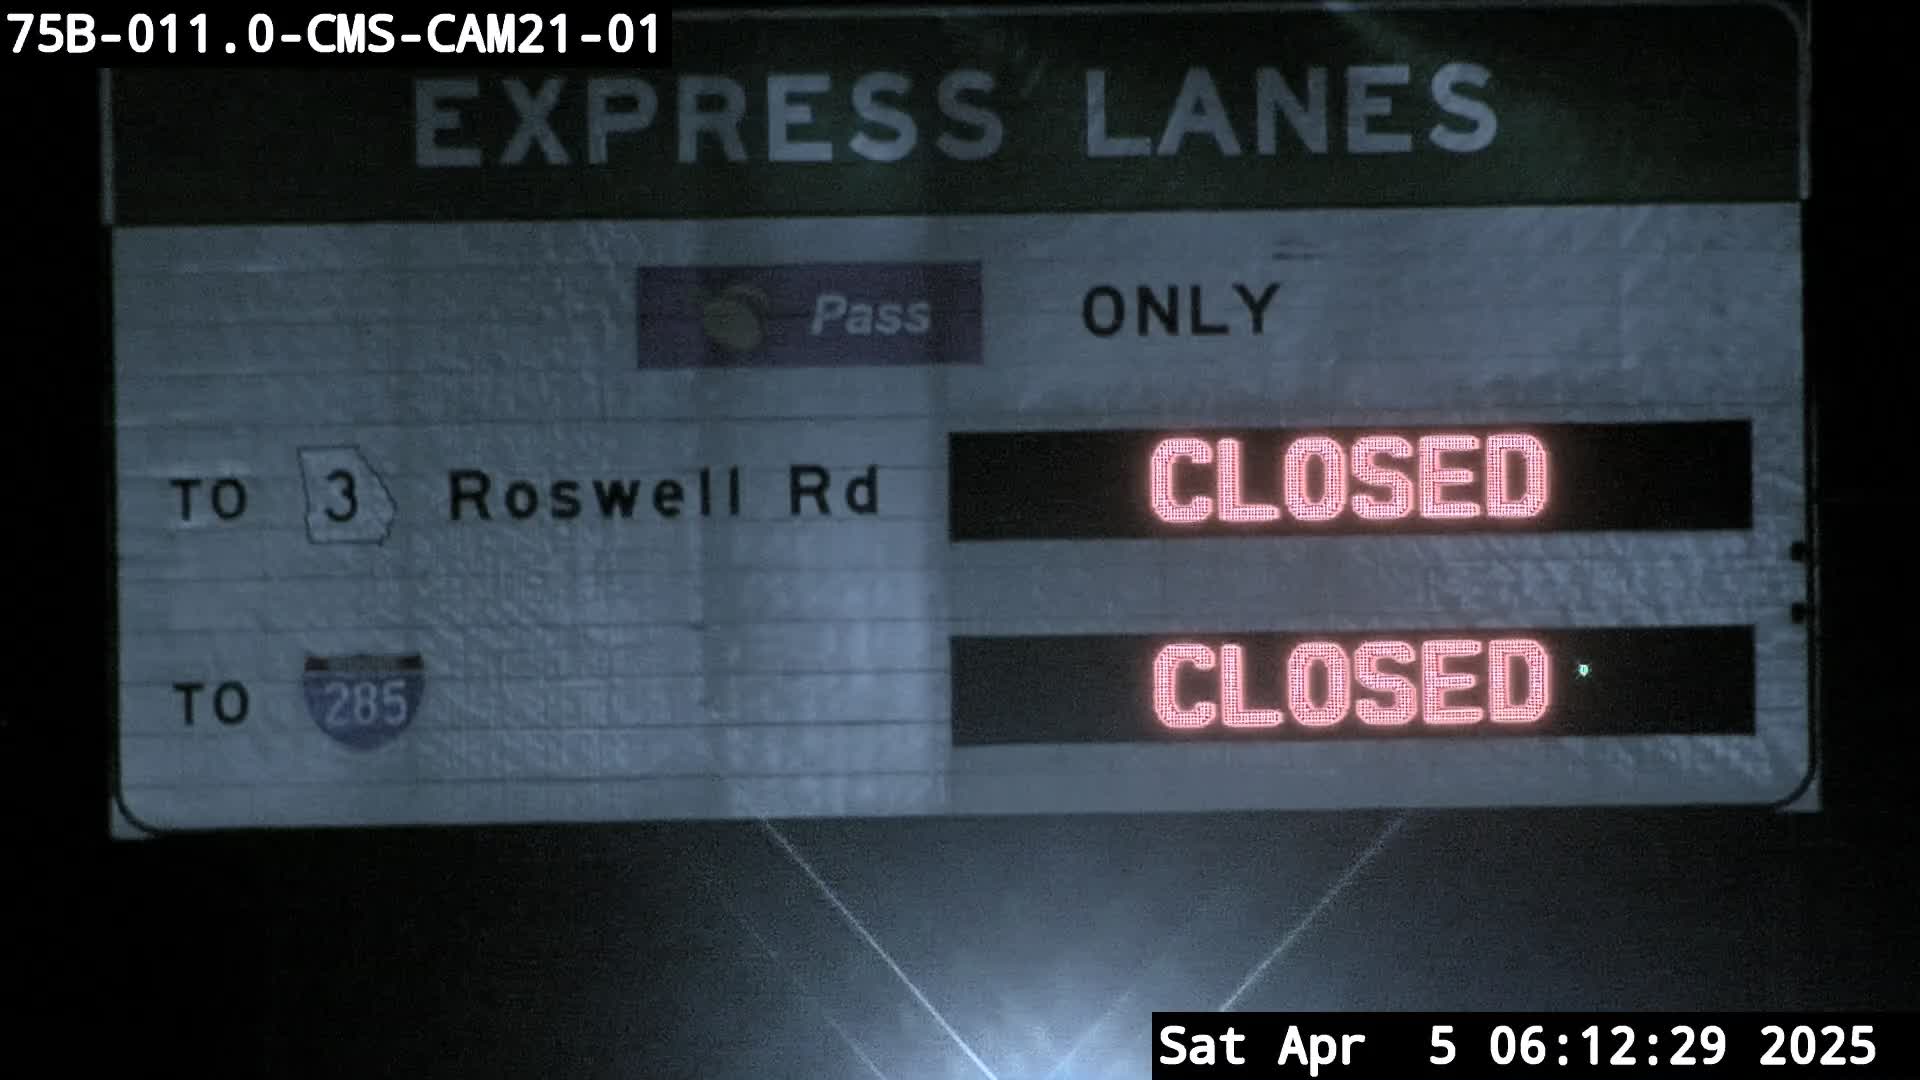 75B-011.0-CMS-CAM21-01
EXPRESS LANES
Pass ONLY
TO 3 Roswell Rd CLOSED
TO 285 CLOSED
Sat Apr 5 06:12:29 2025